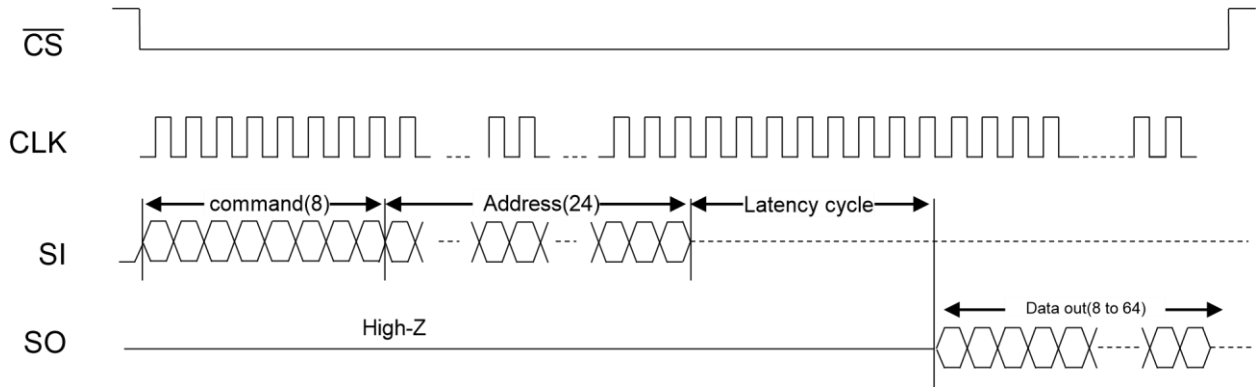 CS
CLK
command(8) Address(24) Latency cycle
SI
Data out(8 to 64)
High-Z
SO